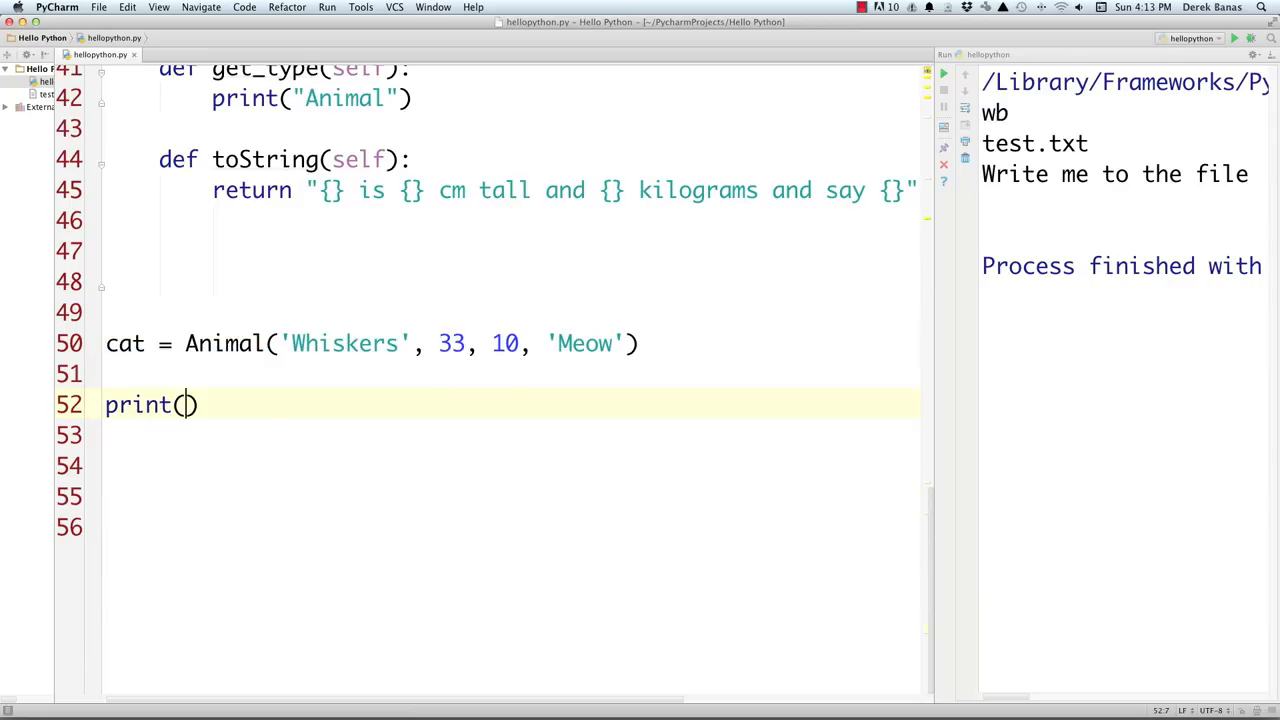 PyCharm File Edit View Navigate Code Refactor Run Tools VCS Window Help 10 Sun 4:13 PM Derek Banas
hellopython.py – Hello Python – [~/PycharmProjects/Hello Python]
Hello Python hellopython.py hellopython
hellopython.py Run hellopython
Hello P
hell
test
Externa
41 def get_type(self):
42 print("Animal")
43
44 def toString(self):
45 return "{} is {} cm tall and {} kilograms and say {}"
46
47
48
49
50 cat = Animal('Whiskers', 33, 10, 'Meow')
51
52 print()
53
54
55
56
/Library/Frameworks/Py
wb
test.txt
Write me to the file
Process finished with
52:7 LF UTF-8